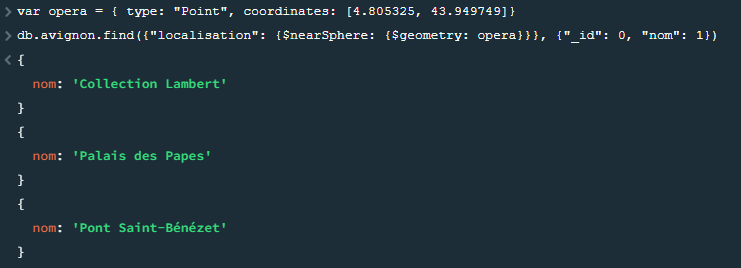 > var opera = { type: "Point", coordinates: [4.805325, 43.949749]}
> db.avignon.find({"localisation": {$nearSphere: {$geometry: opera}}}, {"_id": 0, "nom": 1})
< {
nom: 'Collection Lambert'
}
{
nom: 'Palais des Papes'
}
{
nom: 'Pont Saint-Bénézet'
}